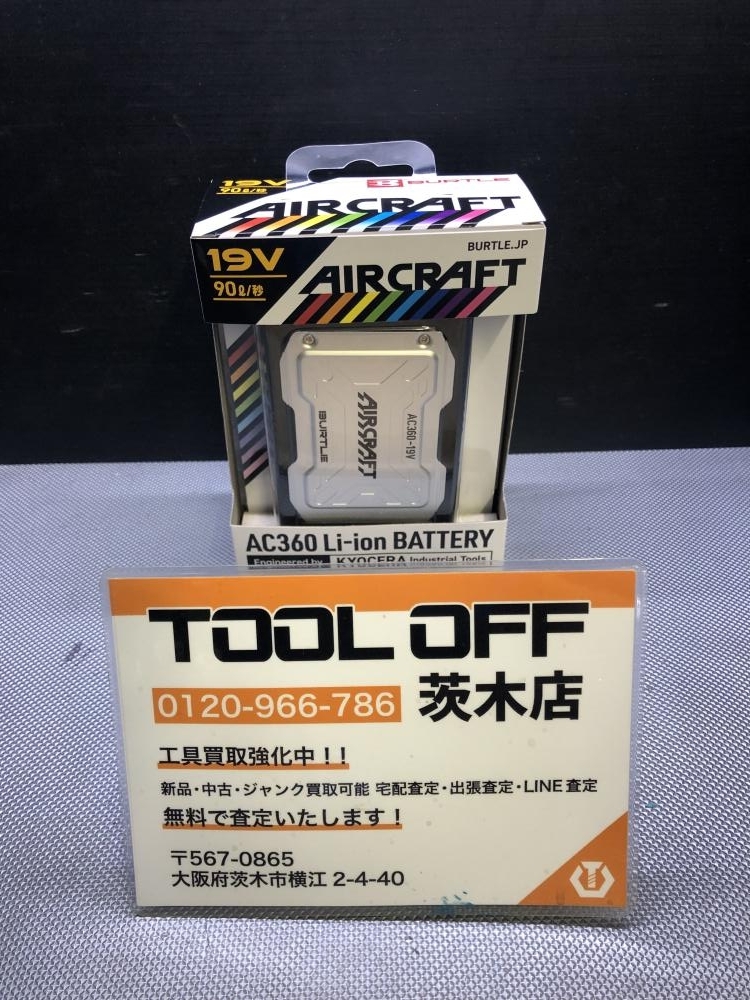 19V
90ℓ/秒
BURTLE
AIRCRAFT
BURTLE.JP
19V
90ℓ/秒
AIRCRAFT
AC360-19V
AIRCRAFT
BURTLE
AC360 Li-ion BATTERY
Engineered by KYOCERA Industrial Tools
TOOL OFF
0120-966-786 茨木店
工具買取強化中！！
新品・中古・ジャンク買取可能 宅配査定・出張査定・LINE査定
無料で査定いたします！
〒567-0865
大阪府茨木市横江 2-4-40